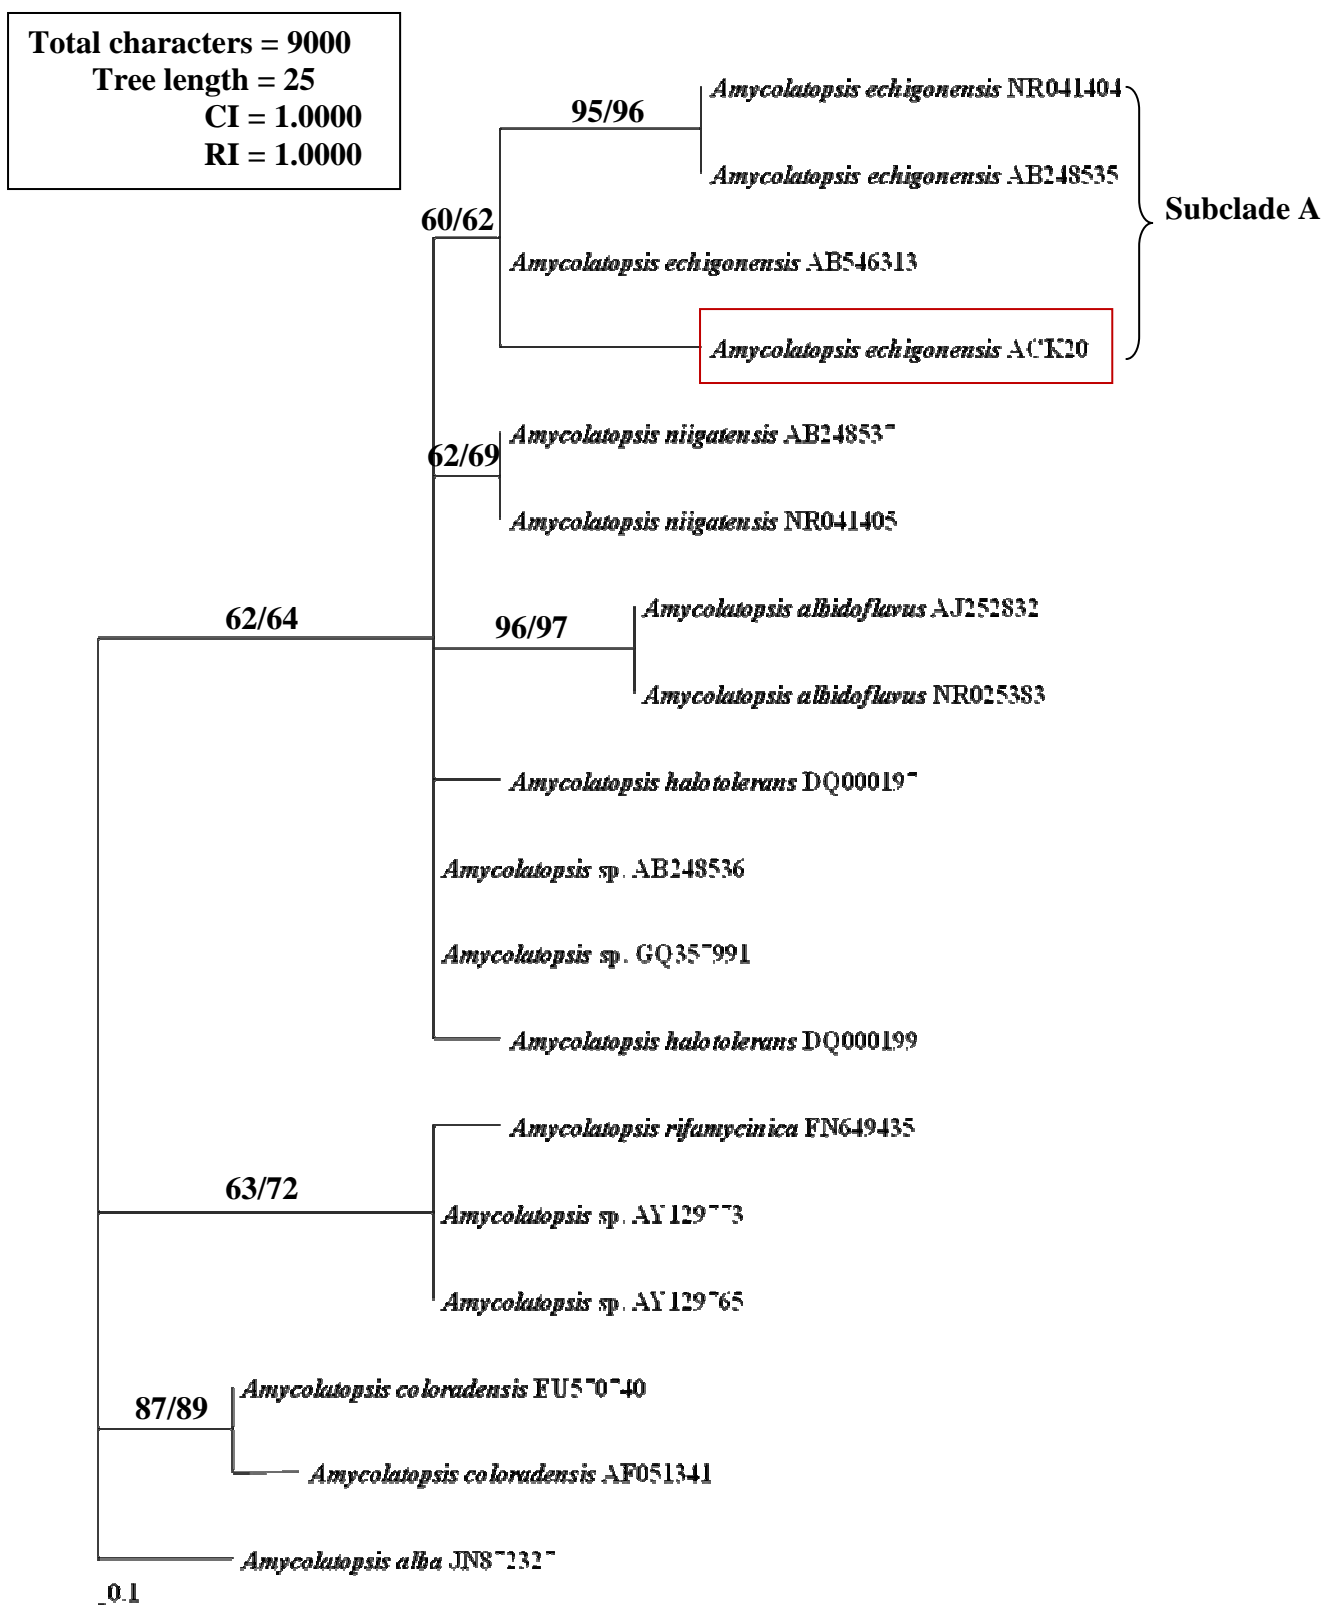 Total characters = 9000
Tree length = 25
CI = 1.0000
RI = 1.0000
Amycolatopsis echigonensis NR041404
95/96
Amycolatopsis echigonensis AB248535
Subclade A
60/62
Amycolatopsis echigonensis AB546313
Amycolatopsis echigonensis ACK20
Amycolatopsis niigatensis AB248537
62/69
Amycolatopsis niigatensis NR041405
Amycolatopsis albidoflavus AJ252832
62/64
96/97
Amycolatopsis albidoflavus NR025383
Amycolatopsis halotolerans DQ000197
Amycolatopsis sp. AB248536
Amycolatopsis sp. GQ357991
Amycolatopsis halotolerans DQ000199
Amycolatopsis rifamycinica FN649435
63/72
Amycolatopsis sp. AY129773
Amycolatopsis sp. AY129765
Amycolatopsis coloradensis EU570740
87/89
Amycolatopsis coloradensis AF051341
Amycolatopsis alba JN872327
0.1